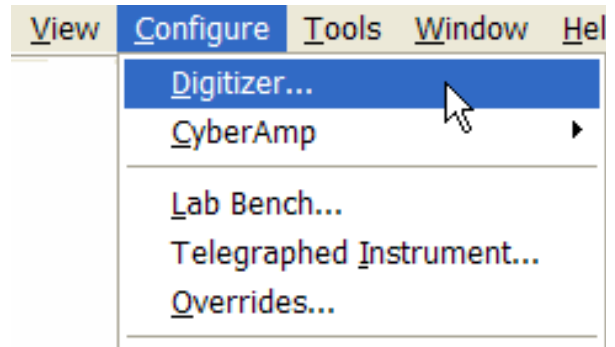 View Configure Tools Window
Digitizer...
CyberAmp
Lab Bench...
Telegraphed Instrument...
Overrides...